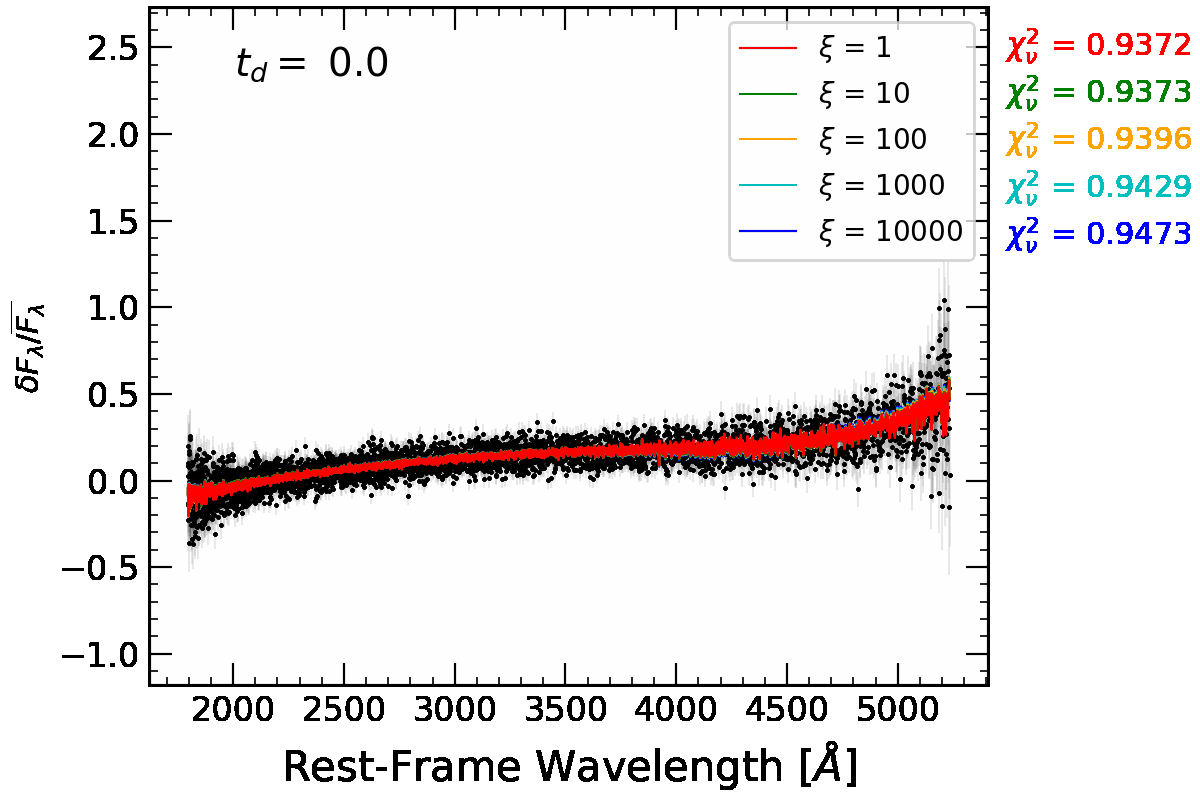 t_d = 0.0
ξ = 1
ξ = 10
ξ = 100
ξ = 1000
ξ = 10000
χ²_ν = 0.9372
χ²_ν = 0.9373
χ²_ν = 0.9396
χ²_ν = 0.9429
χ²_ν = 0.9473
2.5
2.0
1.5
1.0
0.5
0.0
−0.5
−1.0
δF_λ/F̅_λ̅
2000 2500 3000 3500 4000 4500 5000
Rest-Frame Wavelength [Å]